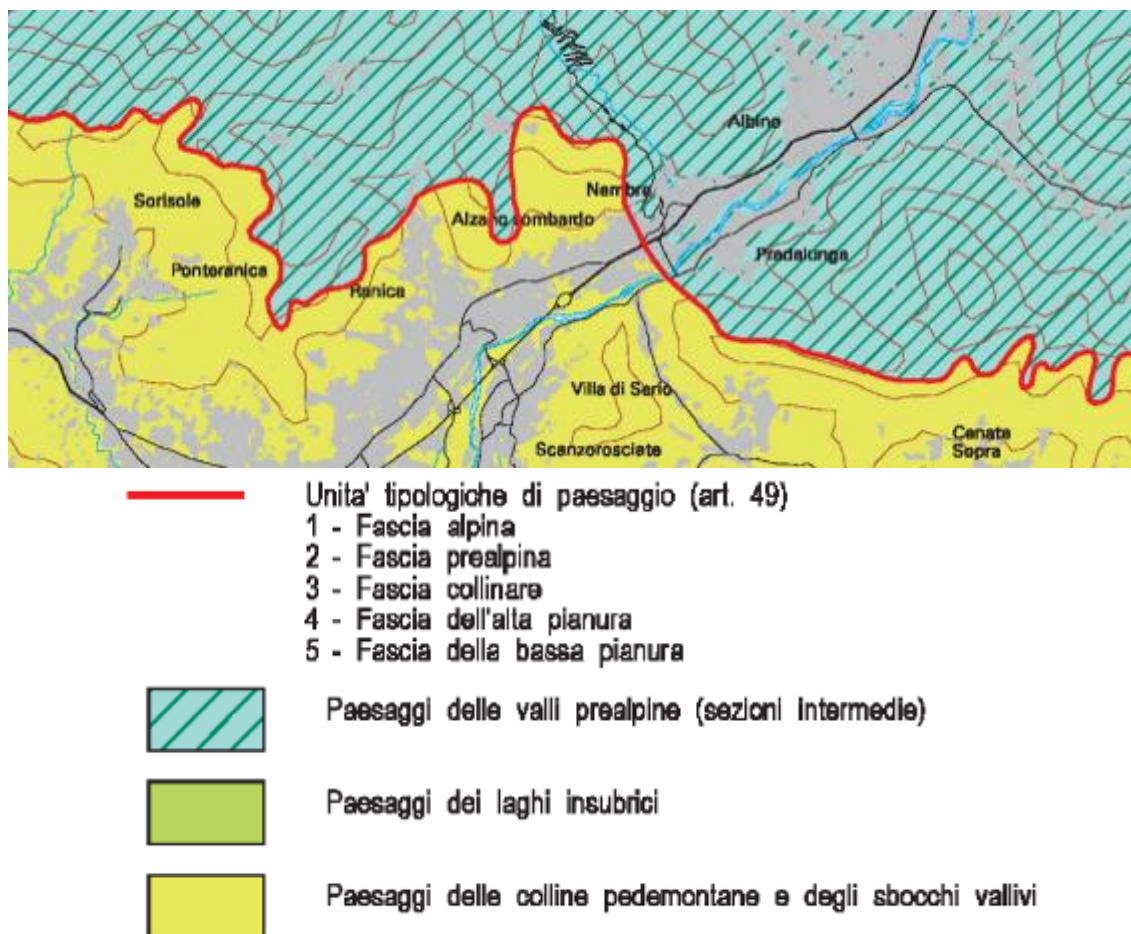 Albino
Nembro
Sorisole
Alzano Lombardo
Predalunga
Ponteranica
Ranica
Villa di Serio
Cenate
Sopra
Scanzorosciate
Unita' tipologiche di paesaggio (art. 49)
1 - Fascia alpina
2 - Fascia prealpina
3 - Fascia collinare
4 - Fascia dell'alta pianura
5 - Fascia della bassa pianura
Paesaggi delle valli prealpine (sezioni intermedie)
Paesaggi dei laghi insubrici
Paesaggi delle colline pedemontane e degli sbocchi vallivi